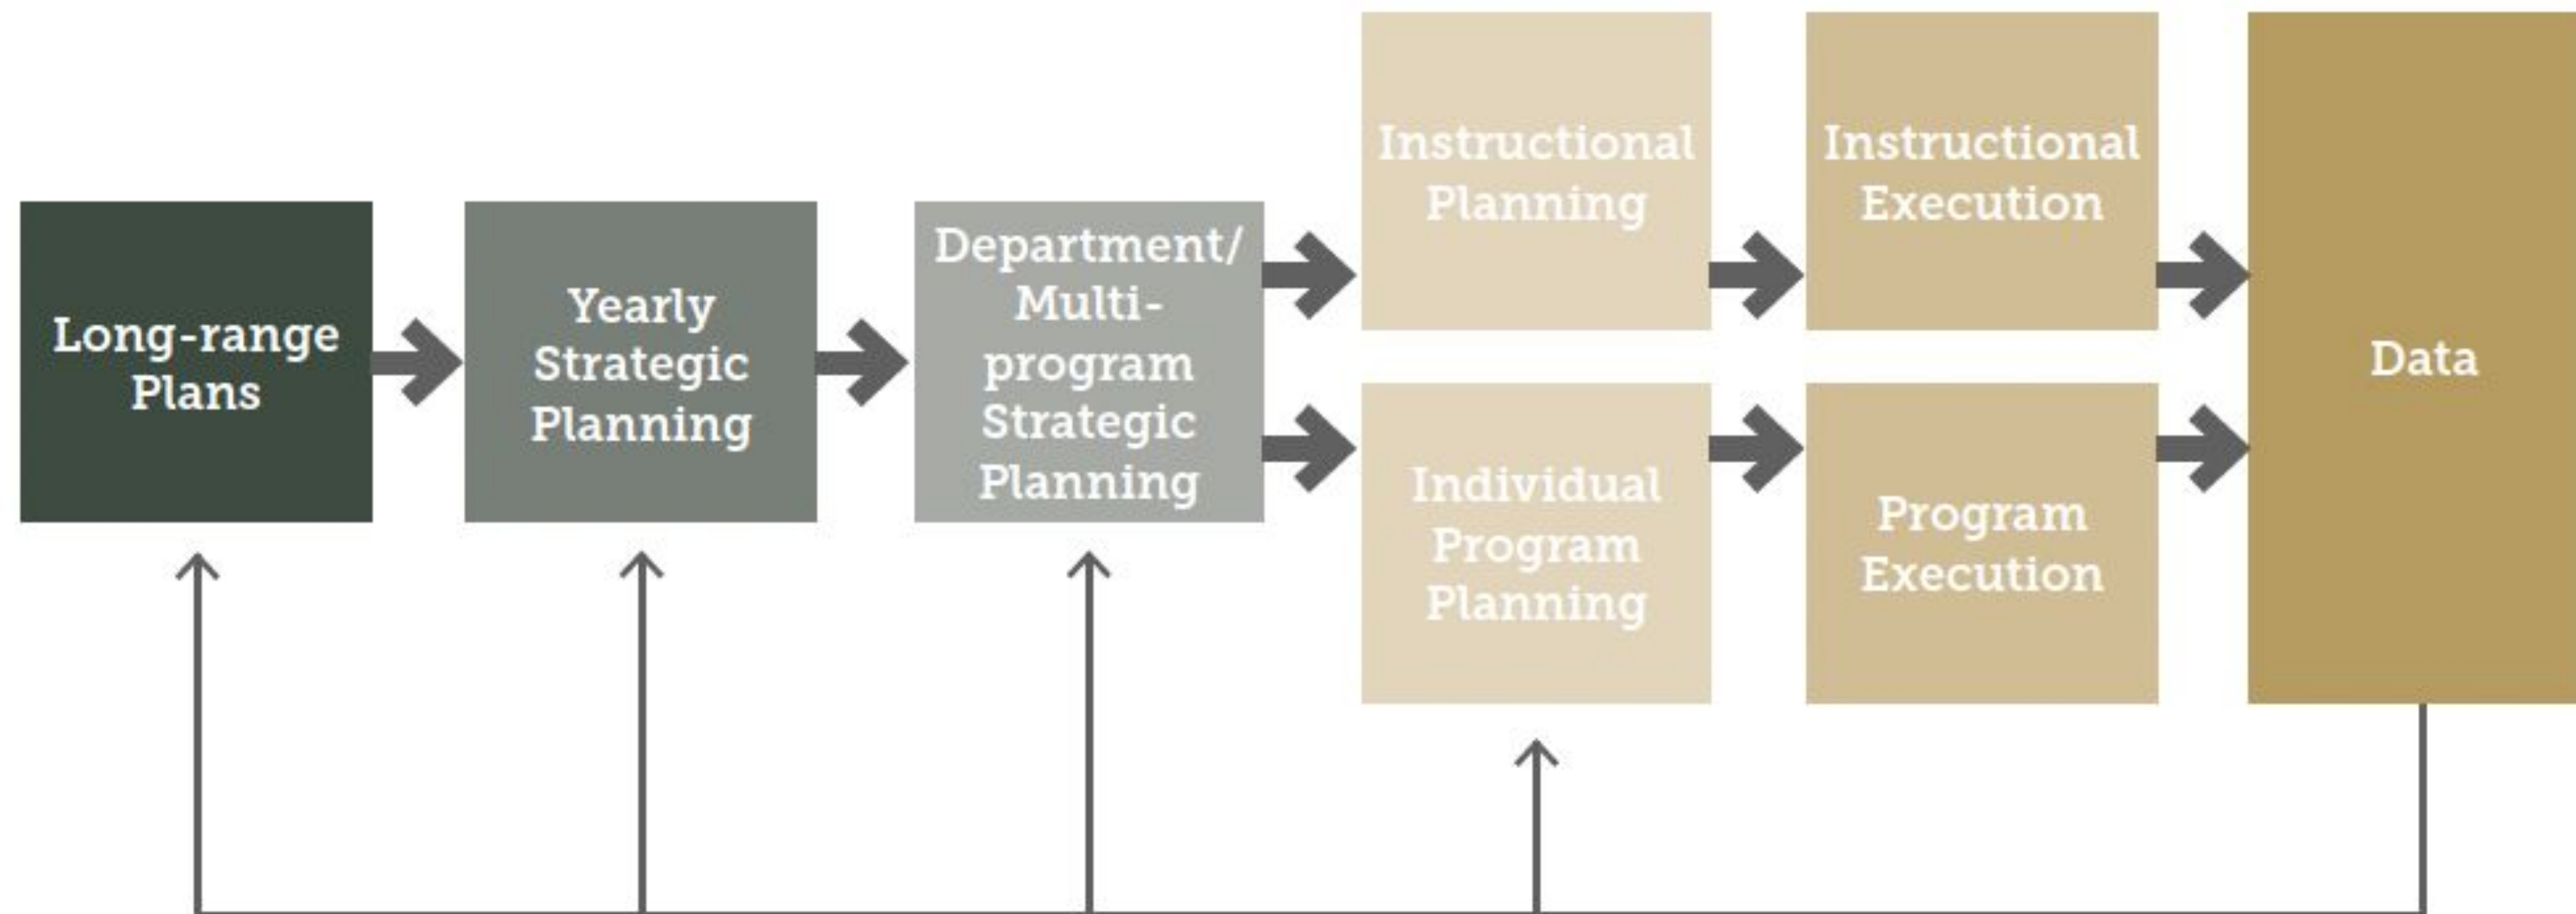 Long-range
Plans
Yearly
Strategic
Planning
Department/
Multi-
program
Strategic
Planning
Instructional
Planning
Individual
Program
Planning
Instructional
Execution
Program
Execution
Data